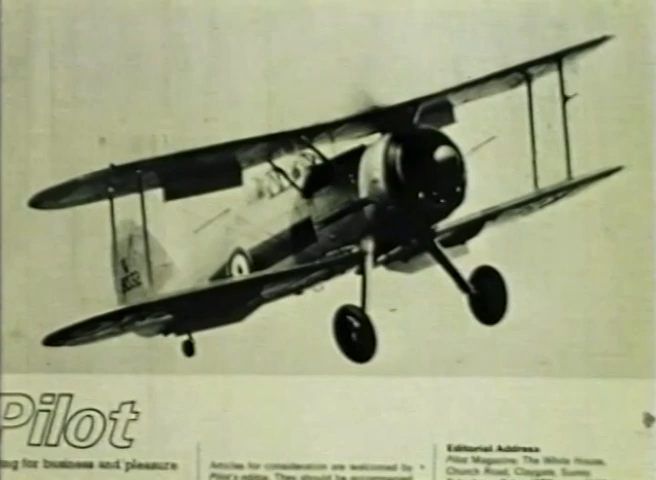 Pilot
ng for business and pleasure
Articles for consideration are welcomed by
Pilot's editor. They should be accompanied
Editorial Address
Pilot Magazine, The White House,
Church Road, Claygate, Surrey